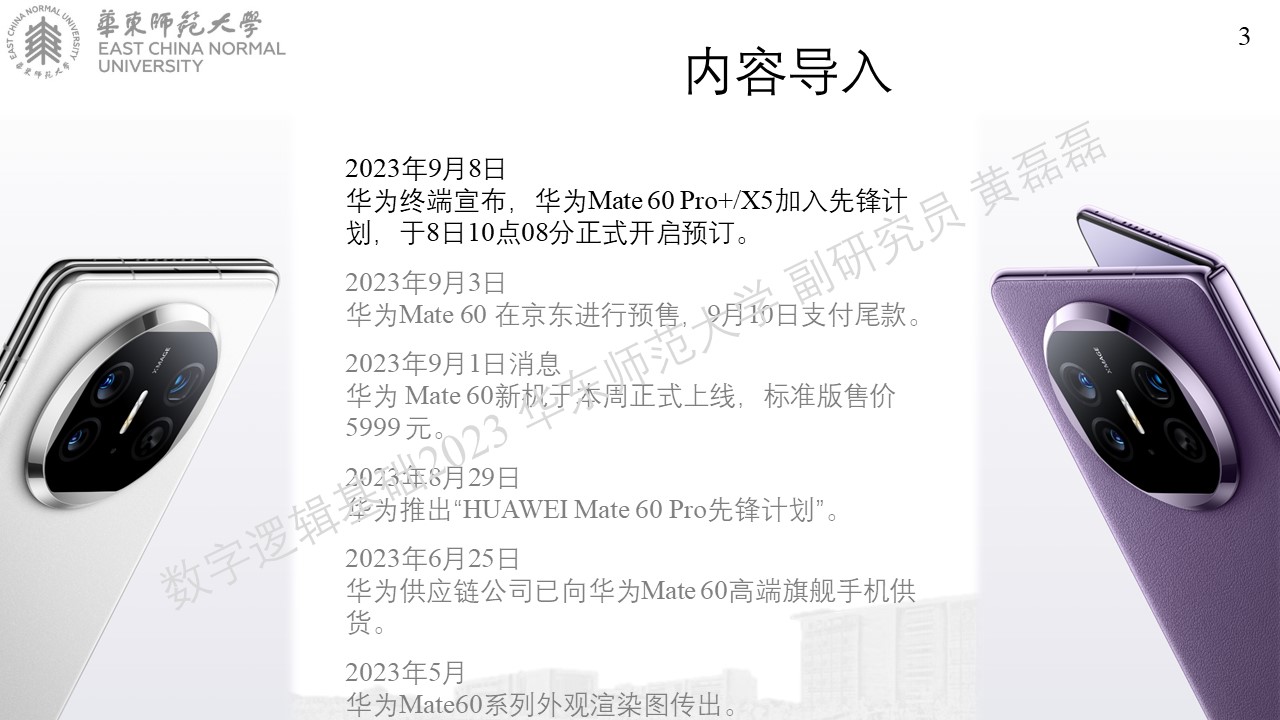 EAST CHINA NORMAL UNIVERSITY
華東師範大學
華東師範大學
EAST CHINA NORMAL
UNIVERSITY
3
内容导入
2023年9月8日
华为终端宣布，华为Mate 60 Pro+/X5加入先锋计
划，于8日10点08分正式开启预订。
2023年9月3日
华为Mate 60 在京东进行预售，9月10日支付尾款。
2023年9月1日消息
华为 Mate 60新机于本周正式上线，标准版售价
5999 元。
2023年8月29日
华为推出“HUAWEI Mate 60 Pro先锋计划”。
2023年6月25日
华为供应链公司已向华为Mate 60高端旗舰手机供
货。
2023年5月
华为Mate60系列外观渲染图传出。
数字逻辑基础2023 华东师范大学 副研究员 黄磊磊
XMAGE
XMAGE